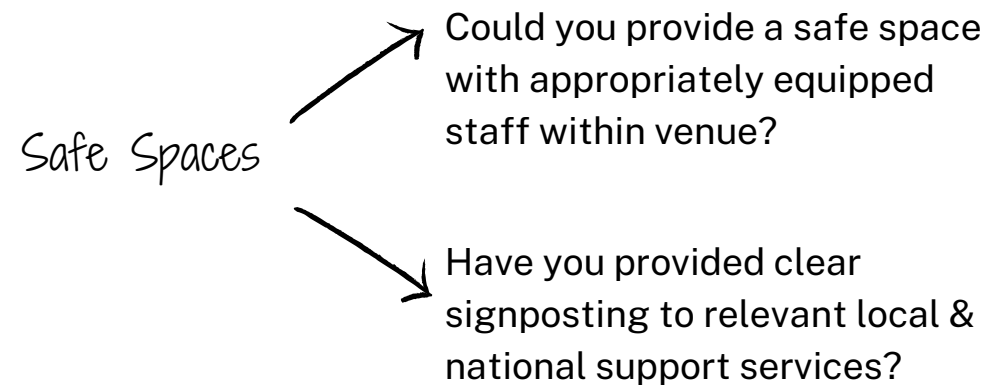 Safe Spaces
Could you provide a safe space
with appropriately equipped
staff within venue?
Have you provided clear
signposting to relevant local &
national support services?